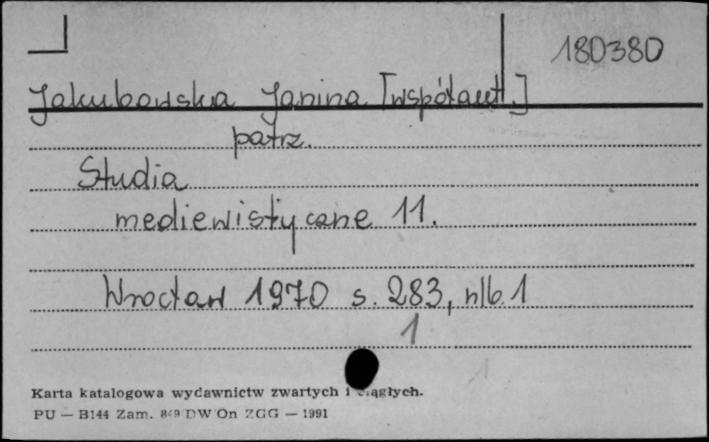 180380
Jakubowska Janina [współaut.]
patrz.
Studia
mediewistyczne 11.
Wrocław 1970 s. 283, nlb. 1
1
Karta katalogowa wydawnictw zwartych i ciągłych.
PU — B144 Zam. 849 DW/On ZGG — 1991